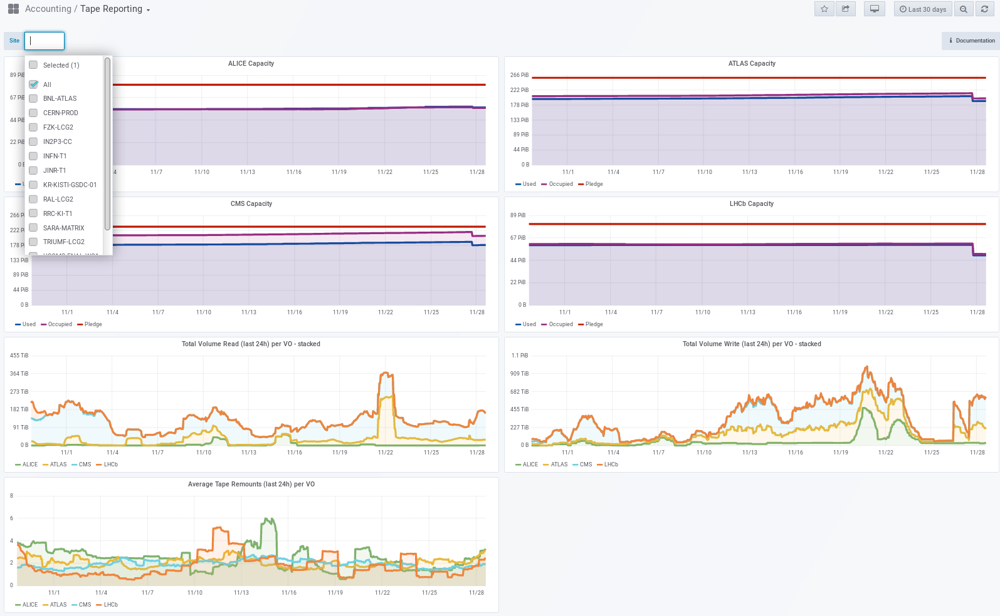 Accounting / Tape Reporting
Last 30 days
Site
Documentation
Selected (1)
All
BNL-ATLAS
CERN-PROD
FZK-LCG2
IN2P3-CC
INFN-T1
JINR-T1
KR-KISTI-GSDC-01
RAL-LCG2
RRC-KI-T1
SARA-MATRIX
TRIUMF-LCG2
ALICE Capacity
89 PiB
67 PiB
44 PiB
22 PiB
0 B
4 11/7 11/10 11/13 11/16 11/19 11/22 11/25 11/28
ATLAS Capacity
266 PiB
222 PiB
178 PiB
133 PiB
89 PiB
44 PiB
0 B
11/1 11/4 11/7 11/10 11/13 11/16 11/19 11/22 11/25 11/28
Used Occupied Pledge
CMS Capacity
266 PiB
222 PiB
178 PiB
133 PiB
89 PiB
44 PiB
0 B
11/1 11/4 11/7 11/10 11/13 11/16 11/19 11/22 11/25 11/28
Used Occupied Pledge
LHCb Capacity
89 PiB
67 PiB
44 PiB
22 PiB
0 B
11/1 11/4 11/7 11/10 11/13 11/16 11/19 11/22 11/25 11/28
Used Occupied Pledge
Total Volume Read (last 24h) per VO - stacked
455 TiB
364 TiB
273 TiB
182 TiB
91 TiB
0 B
11/1 11/4 11/7 11/10 11/13 11/16 11/19 11/22 11/25 11/28
ALICE ATLAS CMS LHCb
Total Volume Write (last 24h) per VO - stacked
1.1 PiB
909 TiB
682 TiB
455 TiB
227 TiB
0 B
11/1 11/4 11/7 11/10 11/13 11/16 11/19 11/22 11/25 11/28
ALICE ATLAS CMS LHCb
Average Tape Remounts (last 24h) per VO
8
6
4
2
0
11/1 11/4 11/7 11/10 11/13 11/16 11/19 11/22 11/25 11/28
ALICE ATLAS CMS LHCb